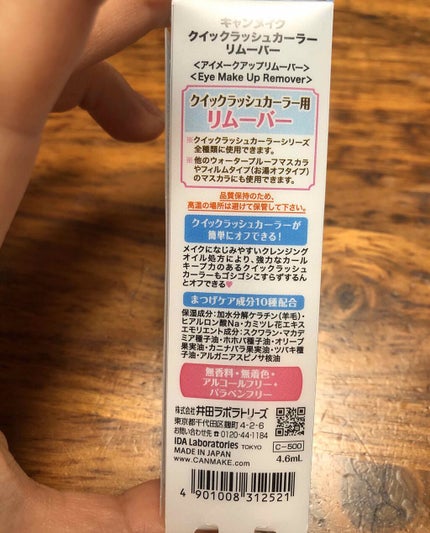 キャンメイク
クイックラッシュカーラー
リムーバー
<アイメークアップリムーバー>
<Eye Make Up Remover>
クイックラッシュカーラー用
リムーバー
※クイックラッシュカーラーシリーズ
全種類に使用できます。
※他のウォータープルーフマスカラ
やフィルムタイプ(お湯オフタイプ)
のマスカラにも使用できます。
品質保持のため、
高温の場所は避けて保管して下さい。
クイックラッシュカーラーが
簡単にオフできる!
メイクになじみやすいクレンジング
オイル処方により、強力なカール
キープ力のあるクイックラッシュ
カーラーもゴシゴシこすらずするん
とオフできる♥
まつげケア成分10種配合
保湿成分:加水分解ケラチン(羊毛)・
ヒアルロン酸Na・カミツレ花エキス
エモリエント成分:スクワラン・マカデ
ミア種子油・ホホバ種子油・オリーブ
果実油・カニナバラ果実油・ツバキ種
子油・アルガニアスピノサ核油
無香料・無着色・
アルコールフリー・
パラベンフリー
株式会社 井田ラボラトリーズ
東京都千代田区麹町4-2-6
お問い合わせ先 ☎0120-44-1184
IDA Laboratories TOKYO
MADE IN JAPAN
www.CANMAKE.com
C-500
4.6mL
4 901008 312521